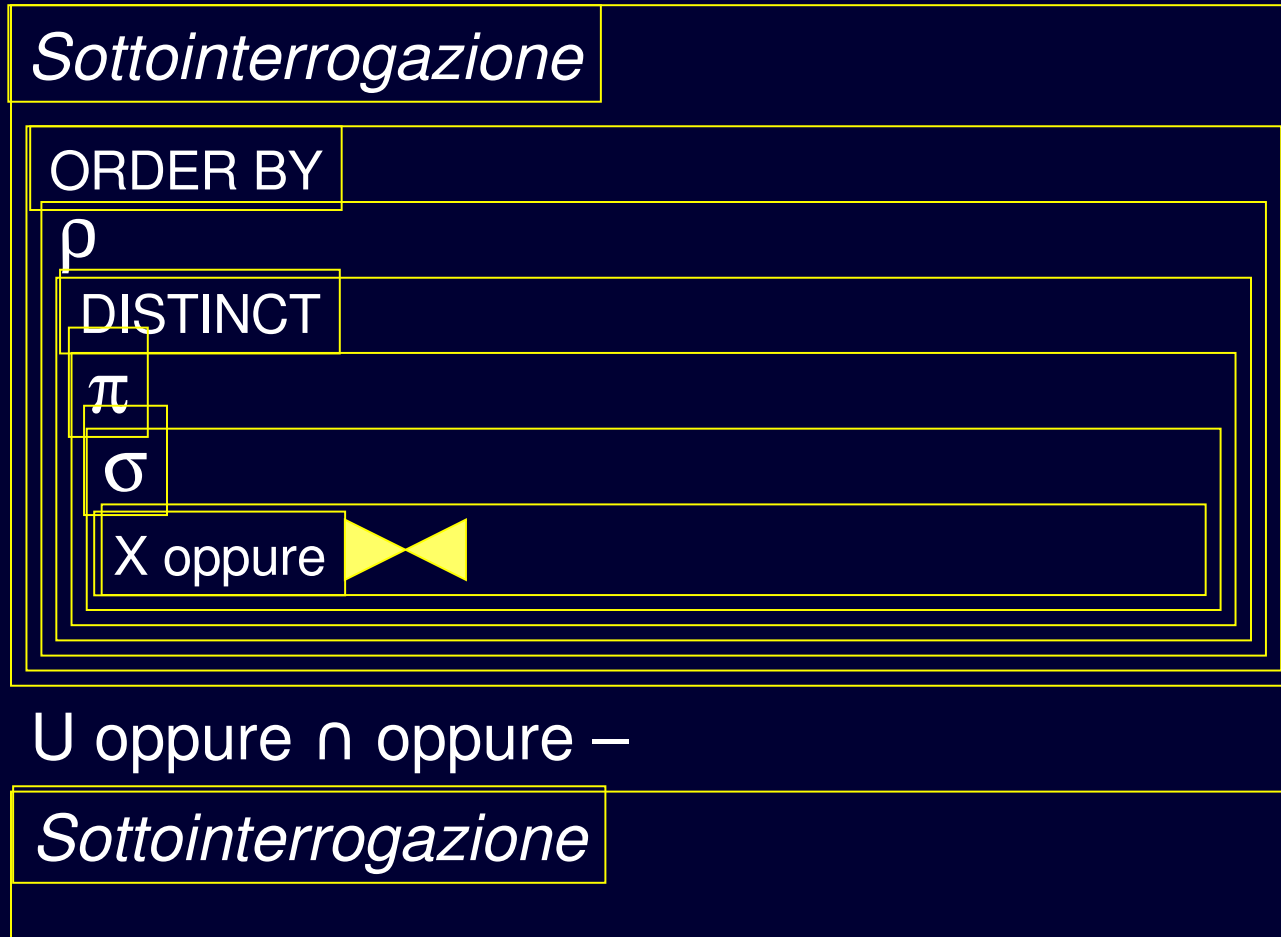 Sottointerrogazione
ORDER BY
ρ
DISTINCT
π
σ
X oppure
U oppure ∩ oppure –
Sottointerrogazione